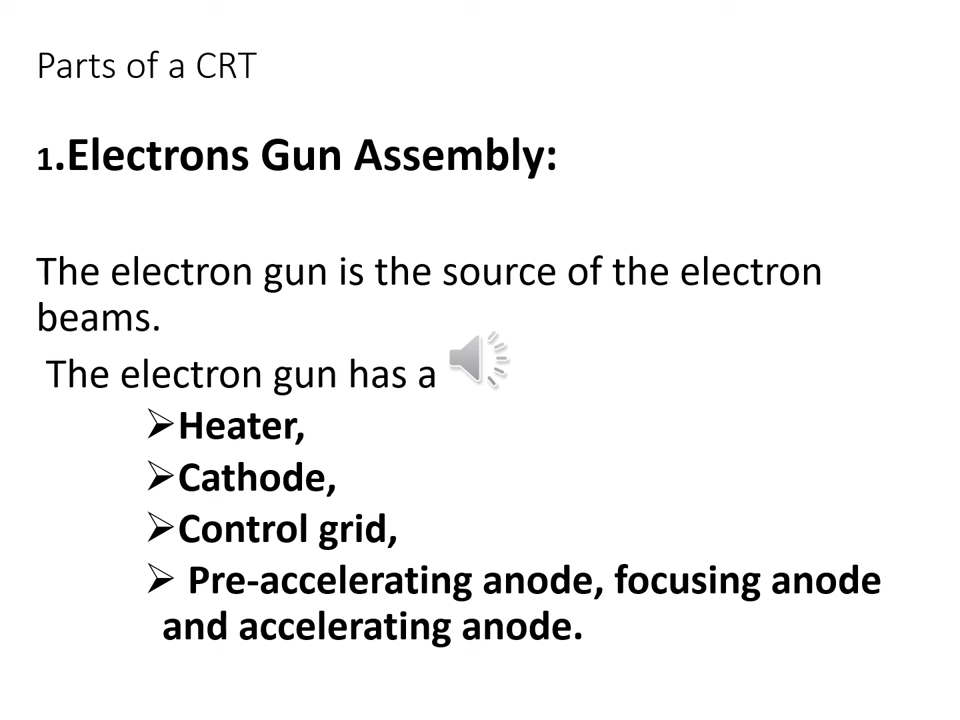 Parts of a CRT
1.Electrons Gun Assembly:
The electron gun is the source of the electron
beams.
The electron gun has a
➢Heater,
➢Cathode,
➢Control grid,
➢ Pre-accelerating anode, focusing anode
and accelerating anode.